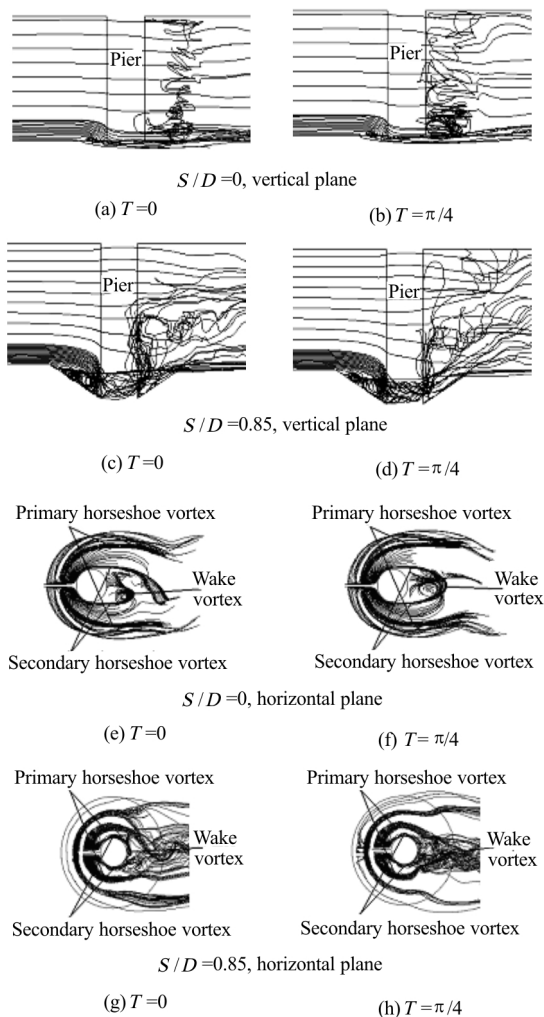 Pier
Pier
S/D=0, vertical plane
(a) T=0
(b) T=π/4
Pier
Pier
S/D=0.85, vertical plane
(c) T=0
(d) T=π/4
Primary horseshoe vortex
Primary horseshoe vortex
Wake
vortex
Wake
vortex
Secondary horseshoe vortex
Secondary horseshoe vortex
S/D=0, horizontal plane
(e) T=0
(f) T=π/4
Primary horseshoe vortex
Primary horseshoe vortex
Wake
vortex
Wake
vortex
Secondary horseshoe vortex
Secondary horseshoe vortex
S/D=0.85, horizontal plane
(g) T=0
(h) T=π/4